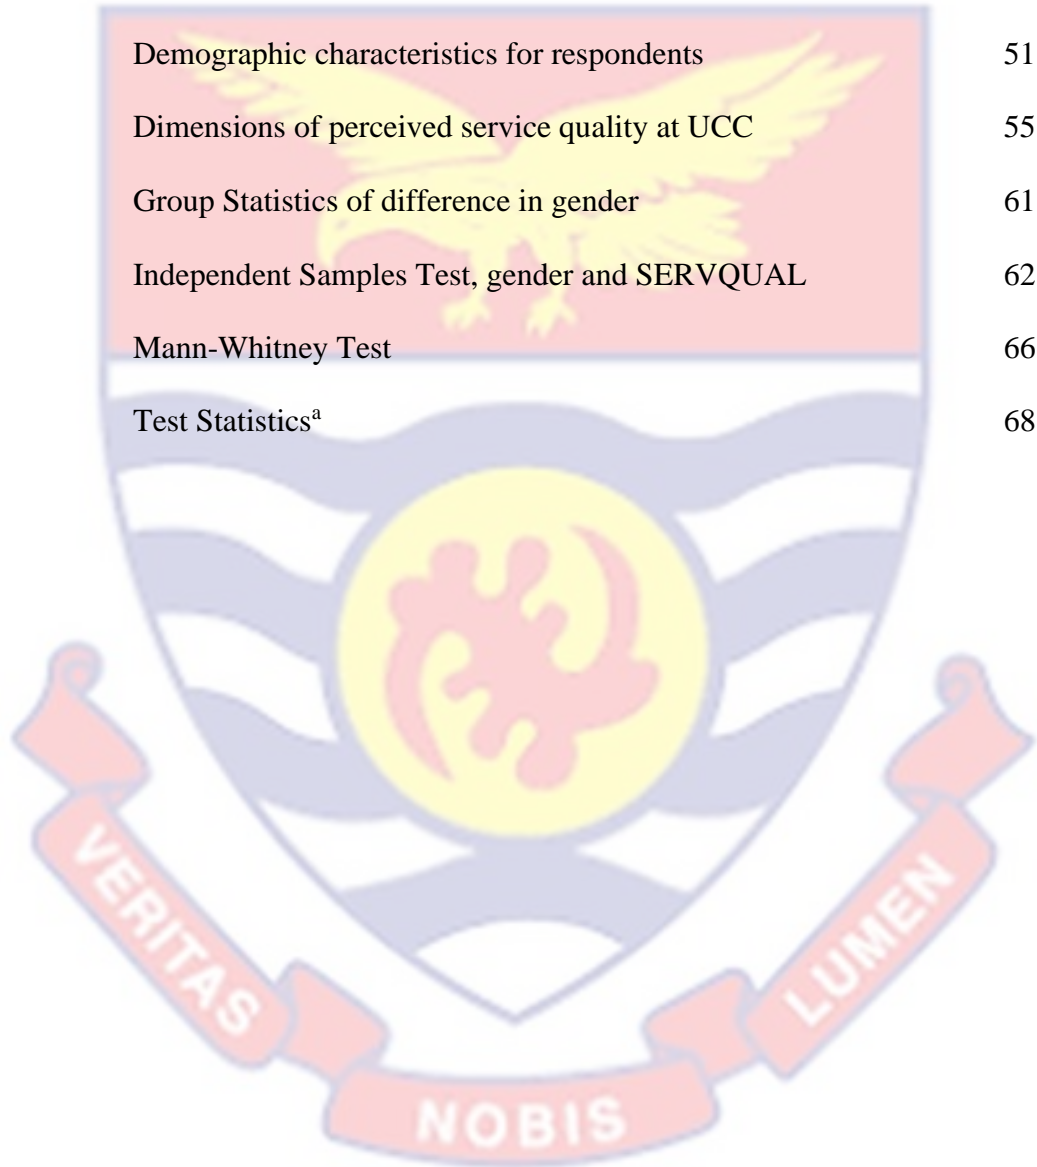 Demographic characteristics for respondents 51
Dimensions of perceived service quality at UCC 55
Group Statistics of difference in gender 61
Independent Samples Test, gender and SERVQUAL 62
Mann-Whitney Test 66
Test Statisticsᵃ 68
VERITAS
NOBIS
LUMEN